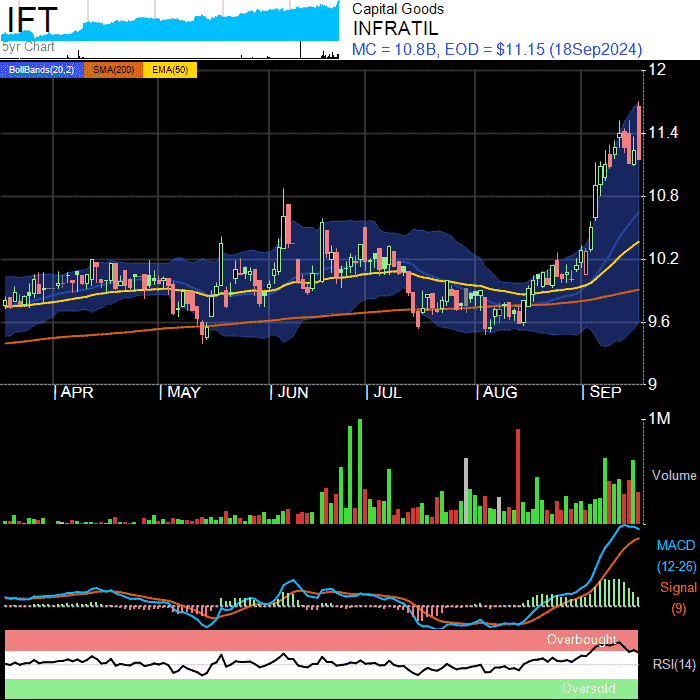 IFT
5yr Chart
Capital Goods
INFRATIL
MC = 10.8B, EOD = $11.15 (18Sep2024)
BollBands(20,2) SMA(200) EMA(50)
12
11.4
10.8
10.2
9.6
9
APR MAY JUN JUL AUG SEP
1M
Volume
MACD
(12-26)
Signal
(9)
Overbought
RSI(14)
Oversold